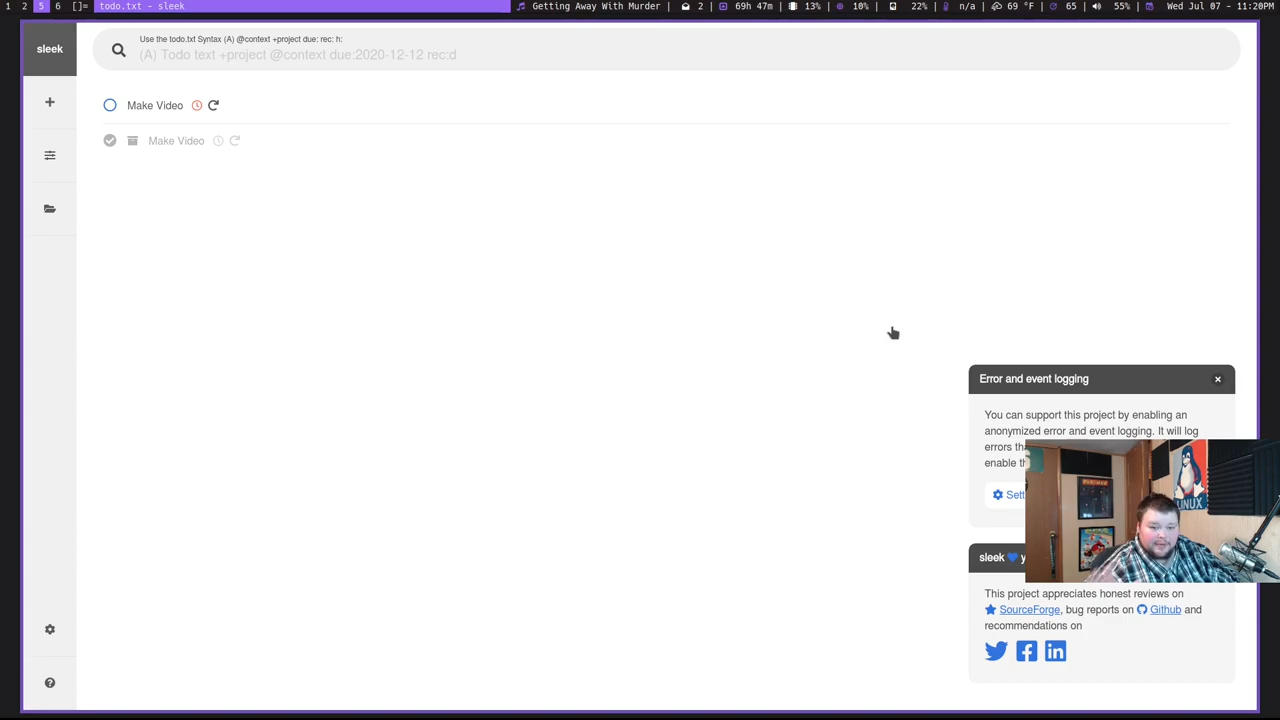 1 2 5 6 []= todo.txt - sleek Getting Away With Murder | 2 | 69h 47m | 13% | 10% | 22% | n/a | 69 °F | 65 | 55% | Wed Jul 07 — 11:20PM
sleek
Use the todo.txt Syntax (A) @context +project due: rec: h:
(A) Todo text +project @context due:2020-12-12 rec:d
Make Video
Make Video
Error and event logging
You can support this project by enabling an
anonymized error and event logging. It will log
errors
enable
LINUX
sleek
This project appreciates honest reviews on
SourceForge, bug reports on Github and
recommendations on